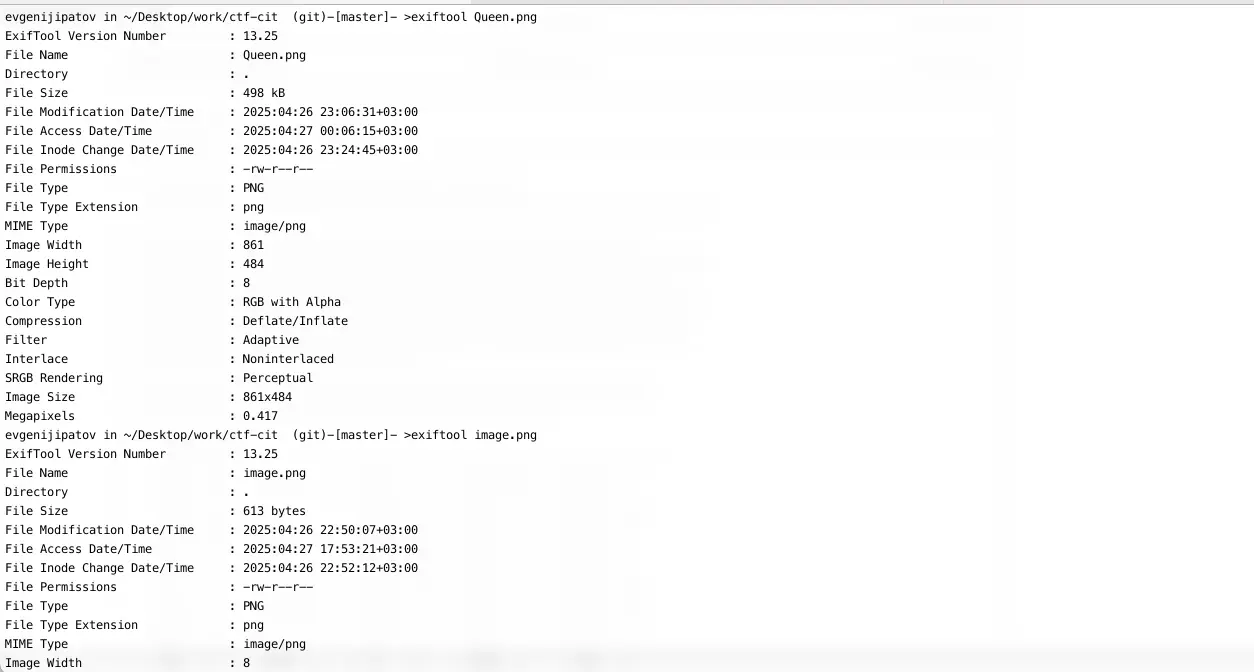 evgenijipatov in ~/Desktop/work/ctf-cit  (git)-[master]- >exiftool Queen.png
ExifTool Version Number         : 13.25
File Name                       : Queen.png
Directory                       : .
File Size                       : 498 kB
File Modification Date/Time     : 2025:04:26 23:06:31+03:00
File Access Date/Time           : 2025:04:27 00:06:15+03:00
File Inode Change Date/Time     : 2025:04:26 23:24:45+03:00
File Permissions                : -rw-r--r--
File Type                       : PNG
File Type Extension             : png
MIME Type                       : image/png
Image Width                     : 861
Image Height                    : 484
Bit Depth                       : 8
Color Type                      : RGB with Alpha
Compression                     : Deflate/Inflate
Filter                          : Adaptive
Interlace                       : Noninterlaced
SRGB Rendering                  : Perceptual
Image Size                      : 861x484
Megapixels                      : 0.417
evgenijipatov in ~/Desktop/work/ctf-cit  (git)-[master]- >exiftool image.png
ExifTool Version Number         : 13.25
File Name                       : image.png
Directory                       : .
File Size                       : 613 bytes
File Modification Date/Time     : 2025:04:26 22:50:07+03:00
File Access Date/Time           : 2025:04:27 17:53:21+03:00
File Inode Change Date/Time     : 2025:04:26 22:52:12+03:00
File Permissions                : -rw-r--r--
File Type                       : PNG
File Type Extension             : png
MIME Type                       : image/png
Image Width                     : 8